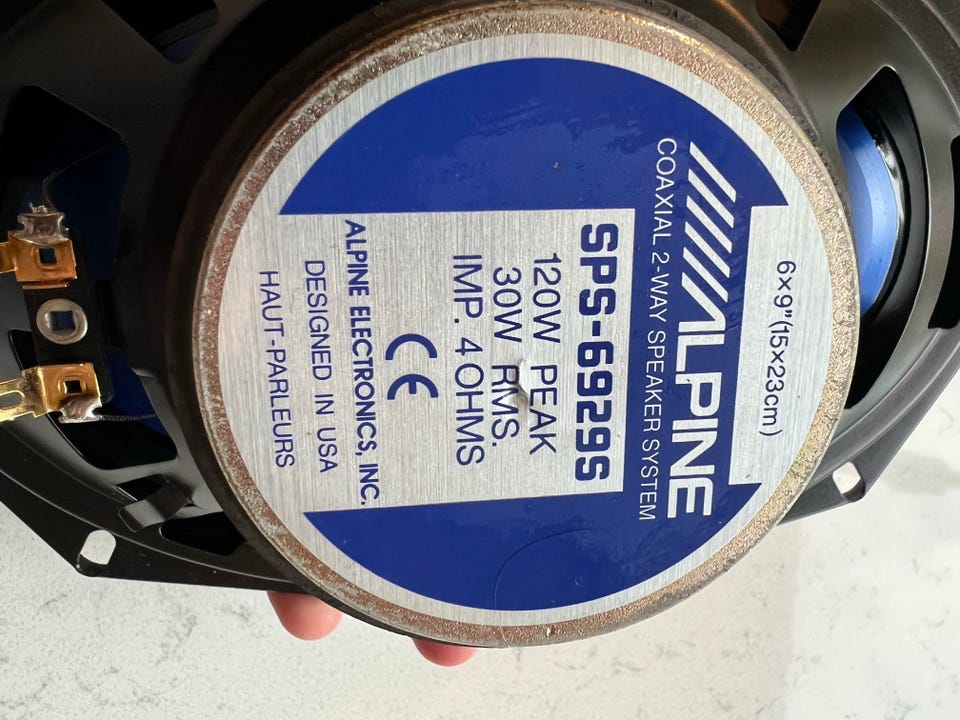 6×9"(15×23cm)
ALPINE
COAXIAL 2-WAY SPEAKER SYSTEM
SPS-6929S
120W PEAK
30W RMS.
IMP. 4 OHMS
CE
ALPINE ELECTRONICS, INC.
DESIGNED IN USA
HAUT-PARLEURS